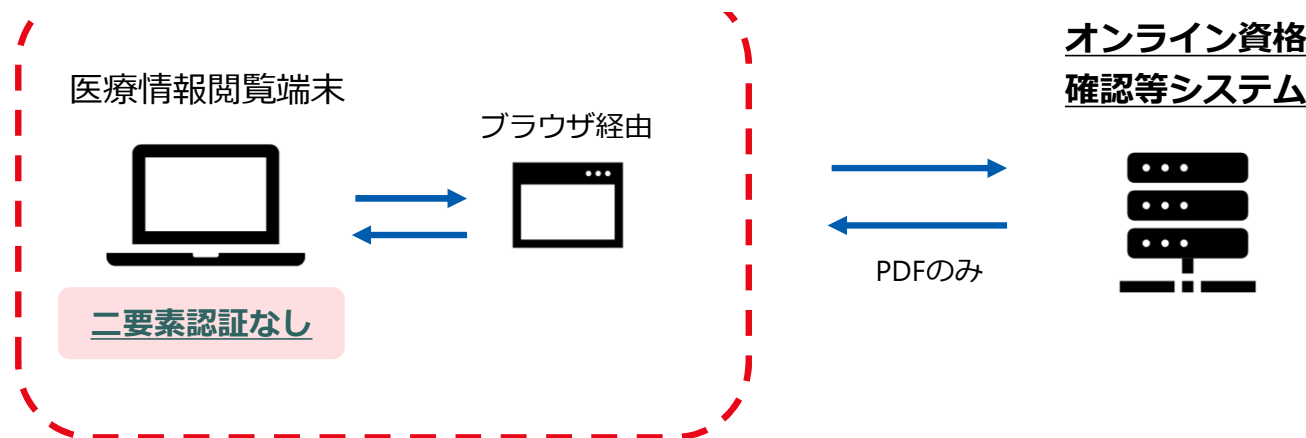 オンライン資格
確認等システム
医療情報閲覧端末
ブラウザ経由
PDFのみ
二要素認証なし